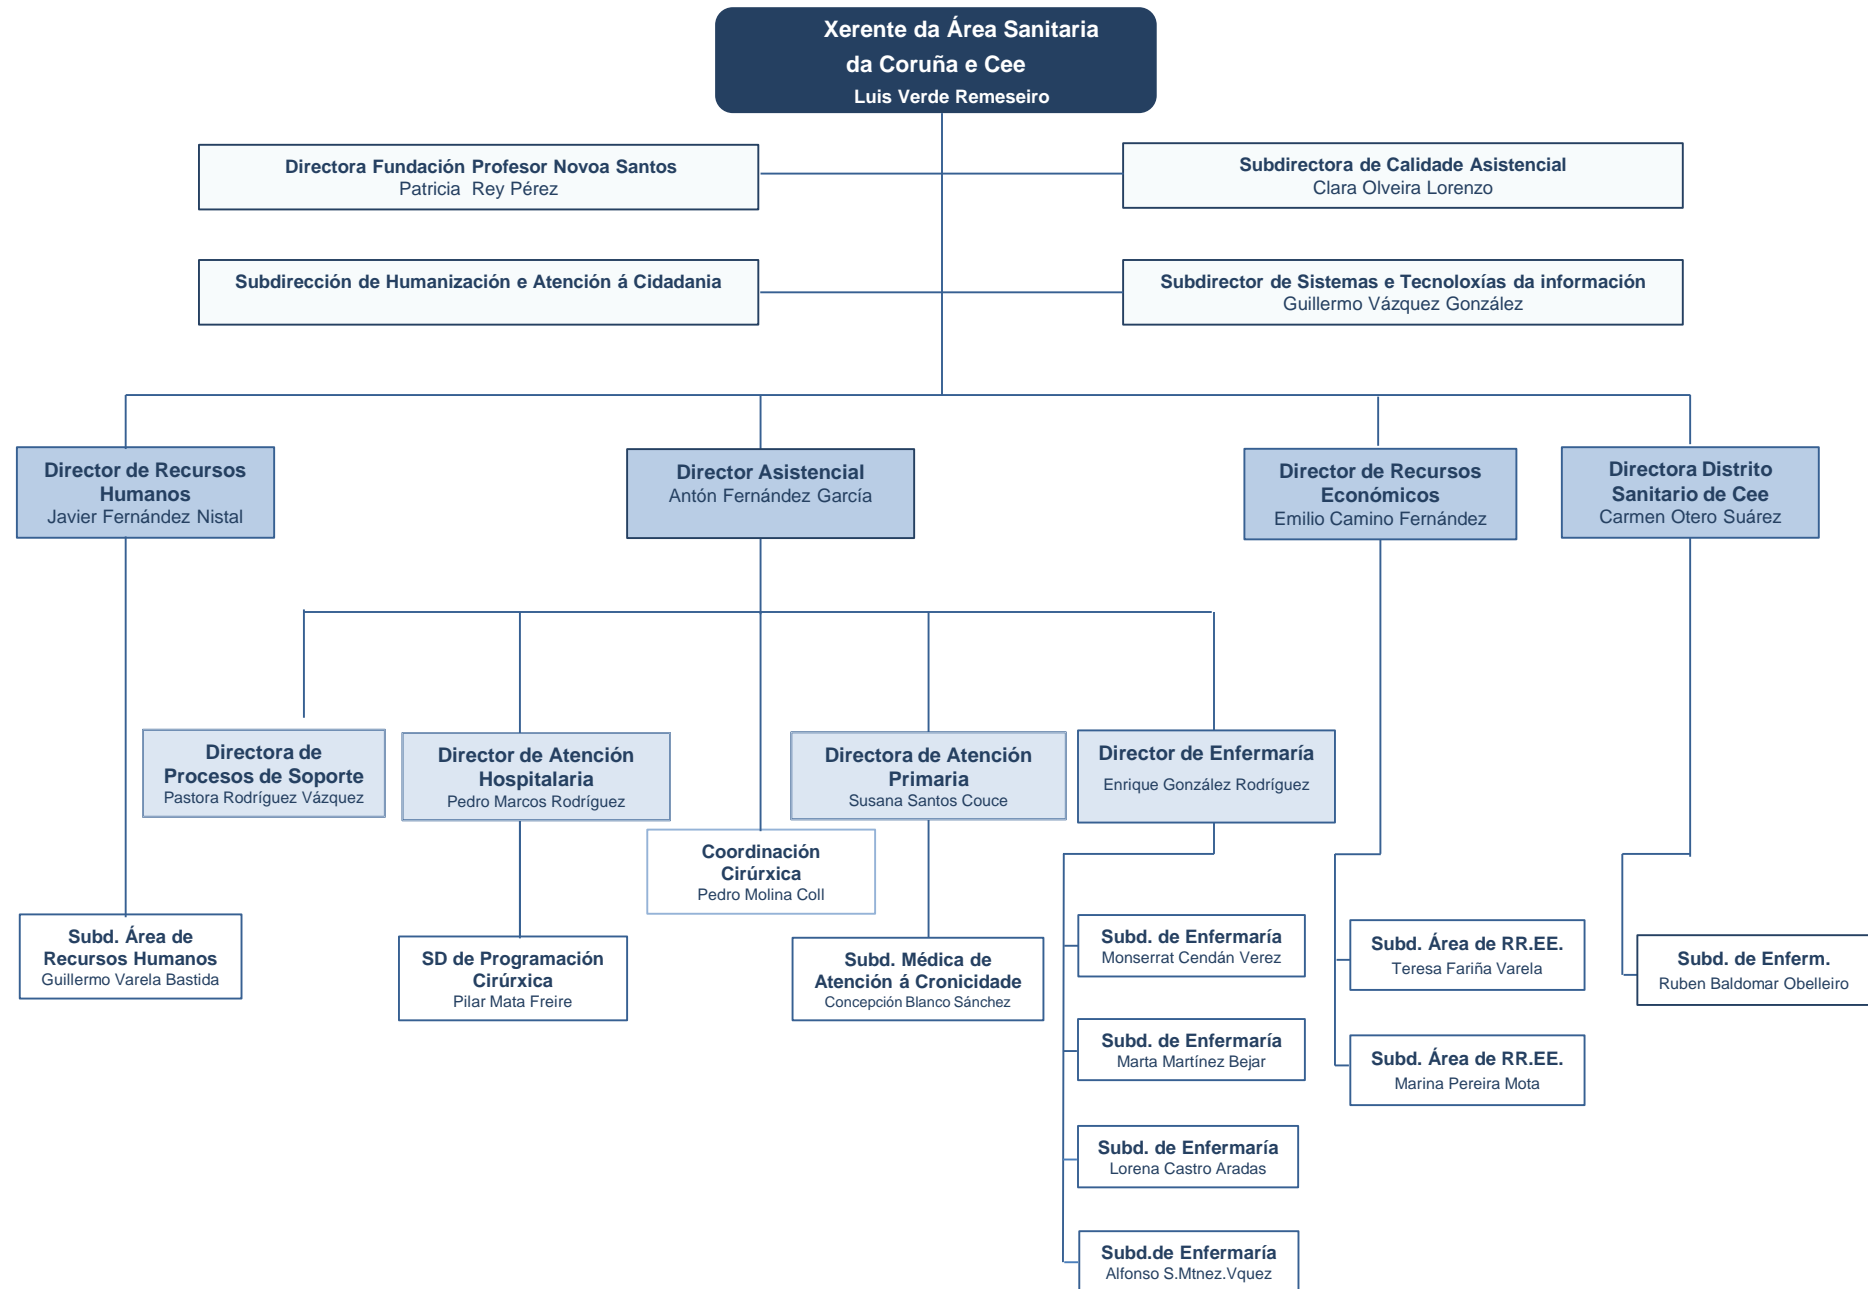 Xerente da Área Sanitaria
da Coruña e Cee
Luis Verde Remeseiro
Directora Fundación Profesor Novoa Santos
Patricia Rey Pérez
Subdirectora de Calidade Asistencial
Clara Olveira Lorenzo
Subdirección de Humanización e Atención á Cidadania
Subdirector de Sistemas e Tecnoloxías da información
Guillermo Vázquez González
Director de Recursos
Humanos
Javier Fernández Nistal
Director Asistencial
Antón Fernández García
Director de Recursos
Económicos
Emilio Camino Fernández
Directora Distrito
Sanitario de Cee
Carmen Otero Suárez
Directora de
Procesos de Soporte
Pastora Rodríguez Vázquez
Director de Atención
Hospitalaria
Pedro Marcos Rodríguez
Coordinación
Cirúrxica
Pedro Molina Coll
Directora de Atención
Primaria
Susana Santos Couce
Director de Enfermaría
Enrique González Rodríguez
Subd. Área de
Recursos Humanos
Guillermo Varela Bastida
SD de Programación
Cirúrxica
Pilar Mata Freire
Subd. Médica de
Atención á Cronicidade
Concepción Blanco Sánchez
Subd. de Enfermaría
Monserrat Cendán Verez
Subd. de Enfermaría
Marta Martínez Bejar
Subd. de Enfermaría
Lorena Castro Aradas
Subd.de Enfermaría
Alfonso S.Mtnez.Vquez
Subd. Área de RR.EE.
Teresa Fariña Varela
Subd. Área de RR.EE.
Marina Pereira Mota
Subd. de Enferm.
Ruben Baldomar Obelleiro